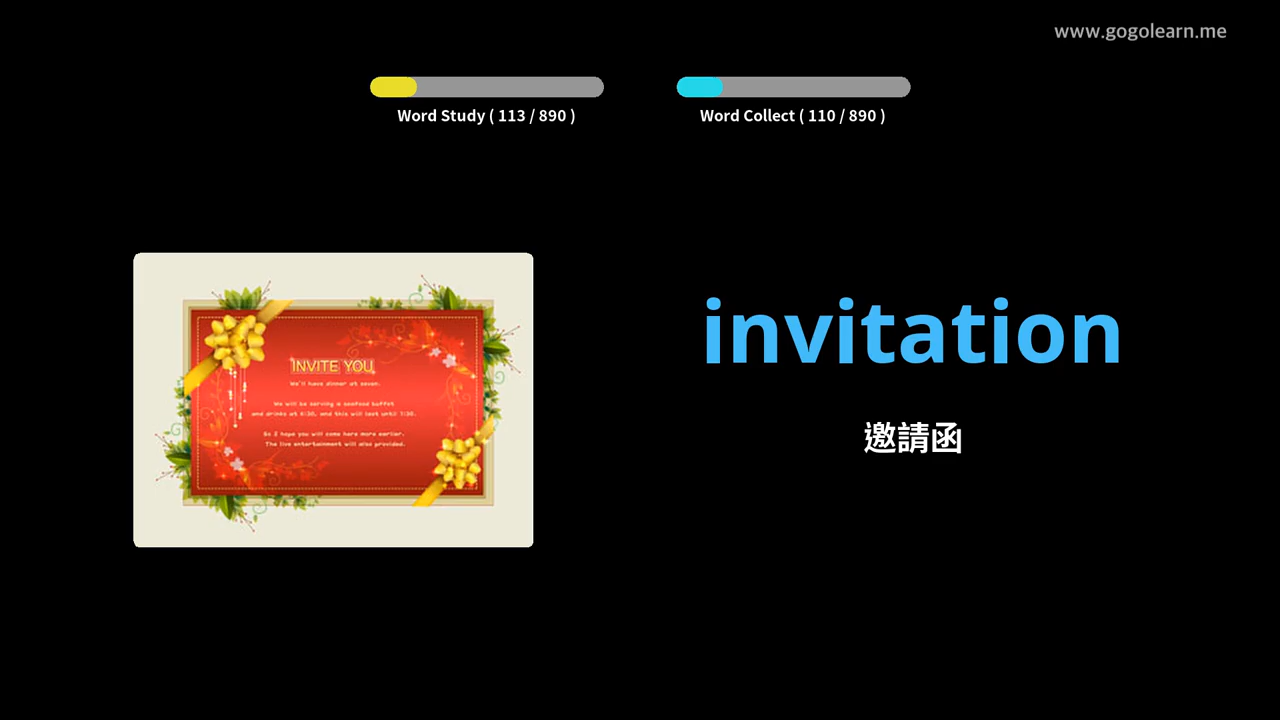 www.gogolearn.me
Word Study ( 113 / 890 )
Word Collect ( 110 / 890 )
INVITE YOU
We'll have dinner at seven.
We will be serving a seafood buffet
and drinks at 6:30, and this will last until 7:30.
So I hope you will come here more earlier.
The live entertainment will also provided.
invitation
邀請函